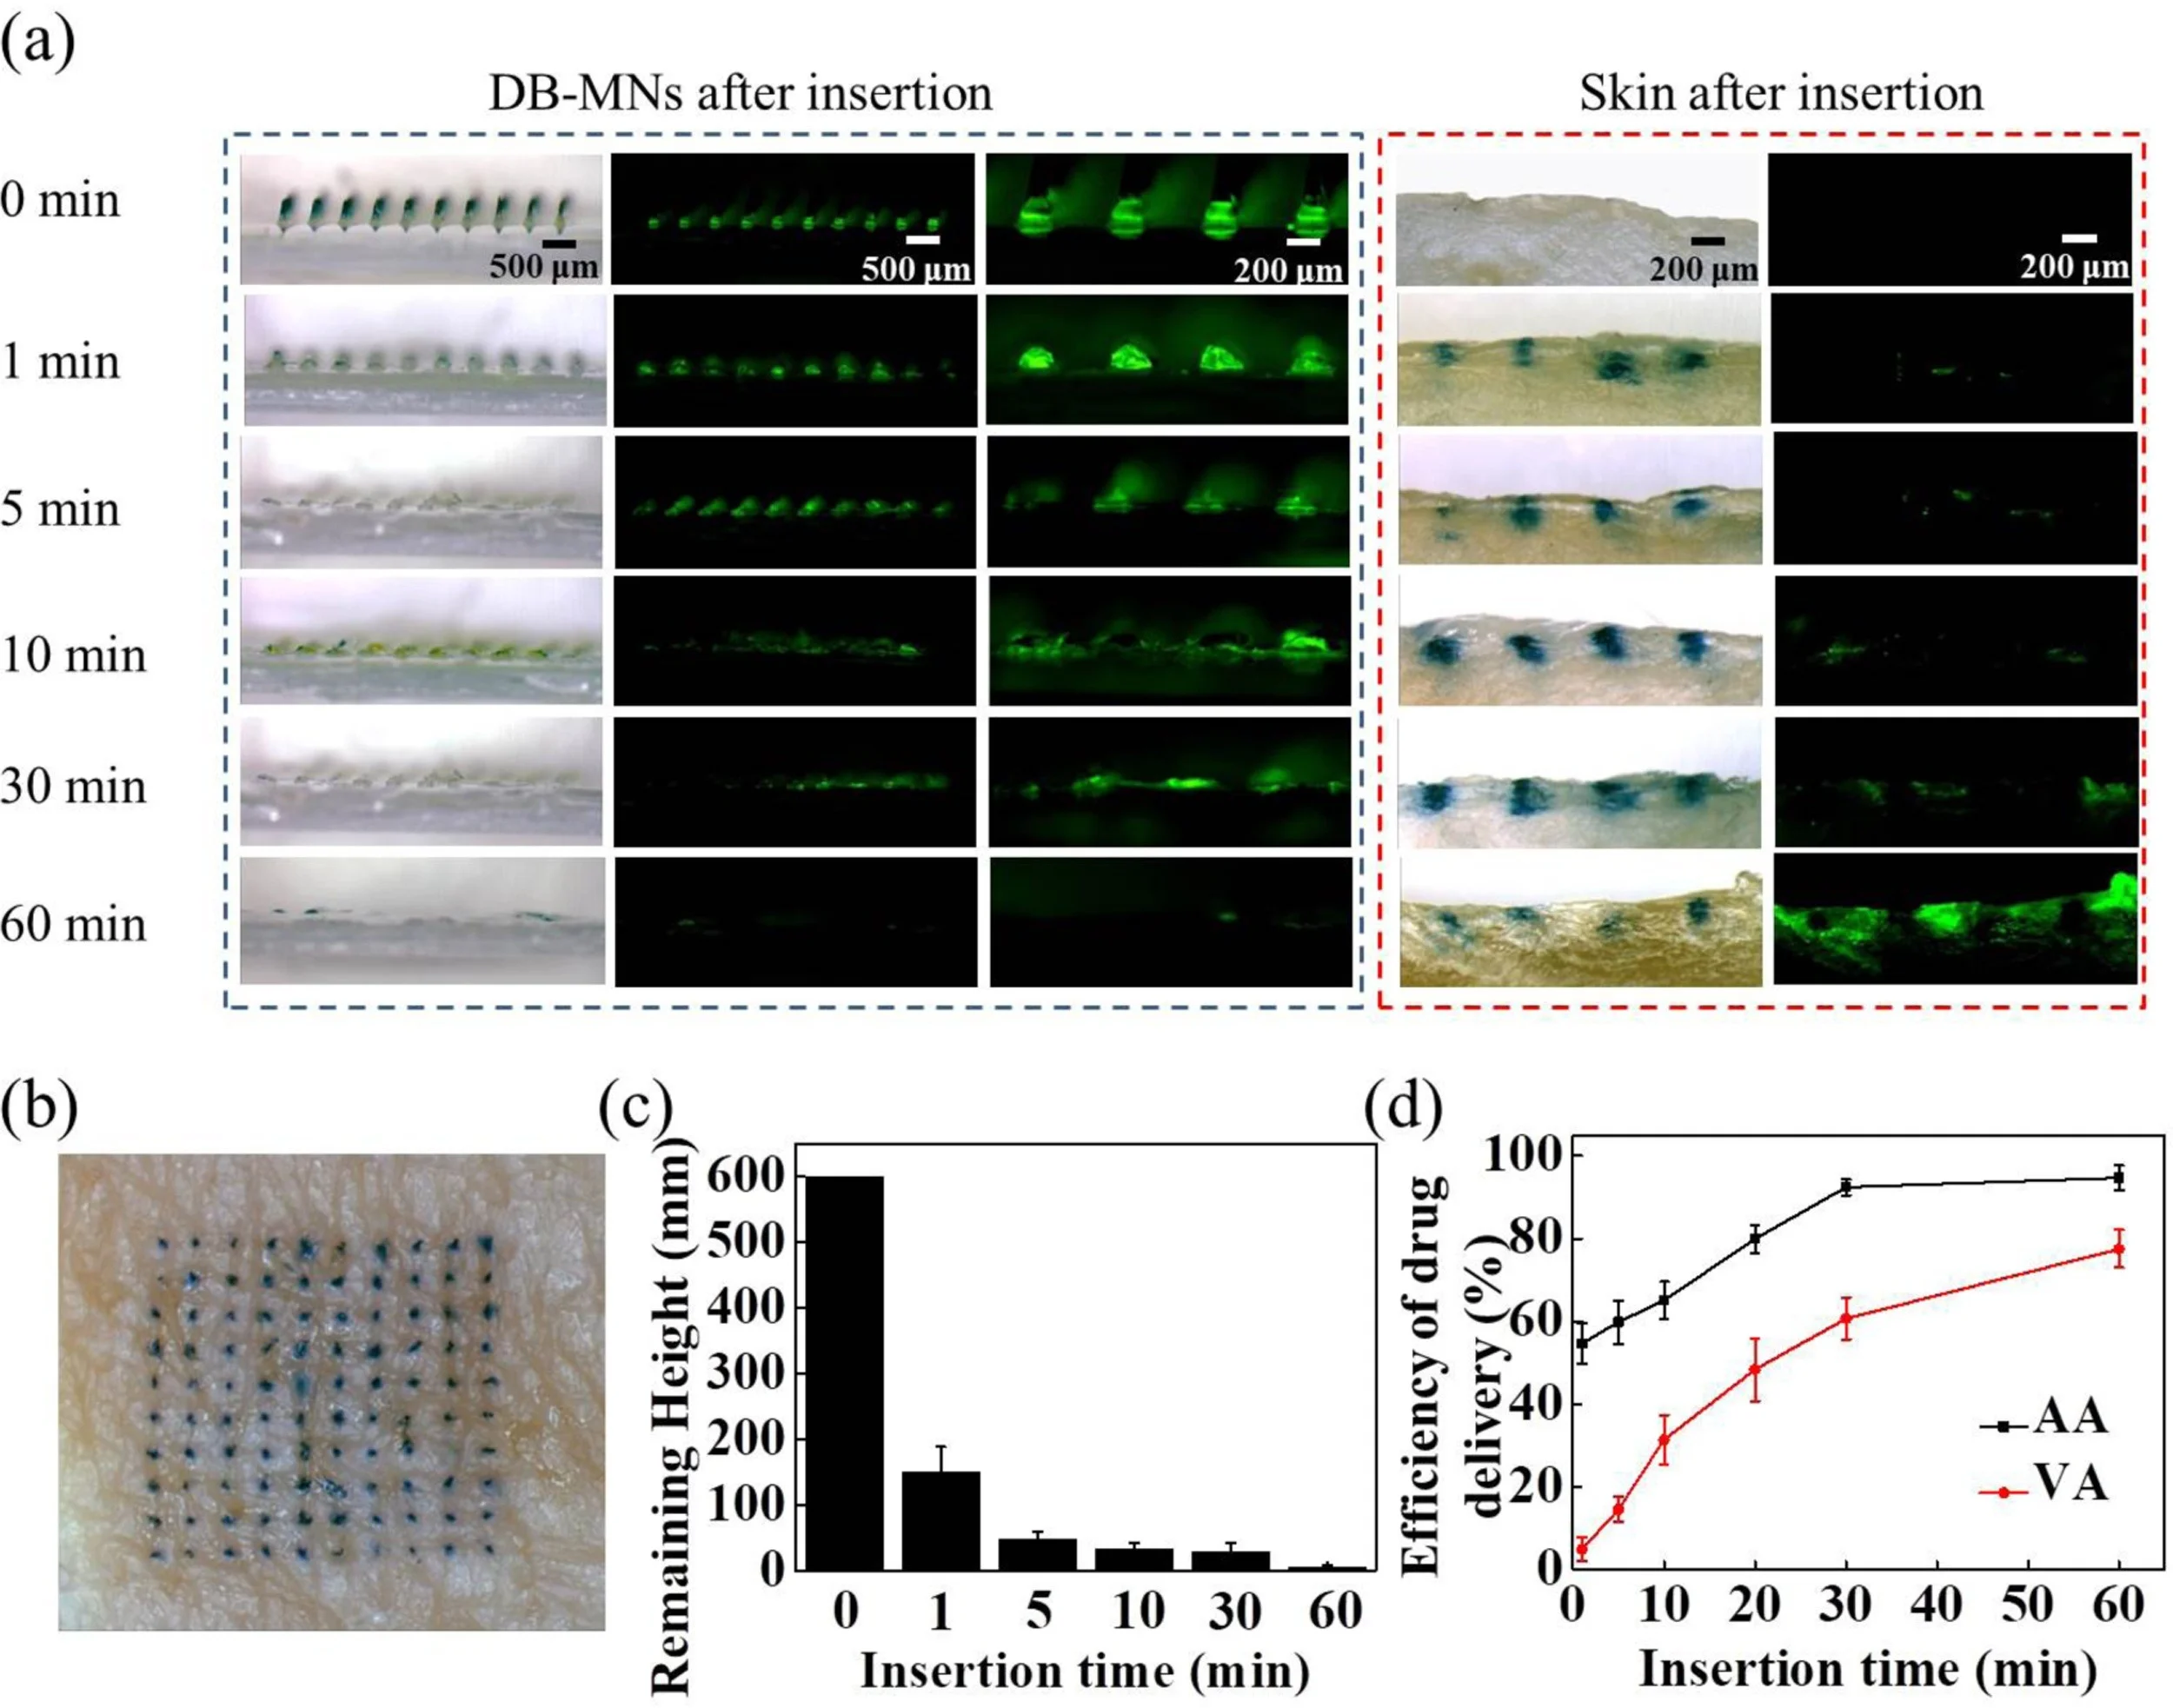 (a)
DB-MNs after insertion
Skin after insertion
0 min
500 µm
500 µm
200 µm
200 µm
200 µm
1 min
5 min
10 min
30 min
60 min
(b)
(c)
Remaining Height (mm)
600
500
400
300
200
100
0
0 1 5 10 30 60
Insertion time (min)
(d)
Efficiency of drug
delivery (%)
100
80
60
40
20
0
AA
VA
0 10 20 30 40 50 60
Insertion time (min)